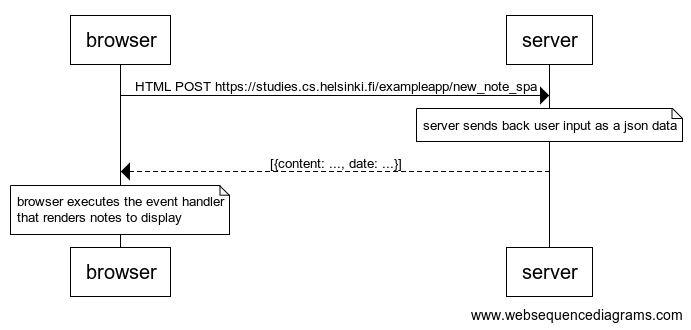 browser
server
HTML POST https://studies.cs.helsinki.fi/exampleapp/new_note_spa
server sends back user input as a json data
[{content: ..., date: ...}]
browser executes the event handler
that renders notes to display
browser
server
www.websequencediagrams.com